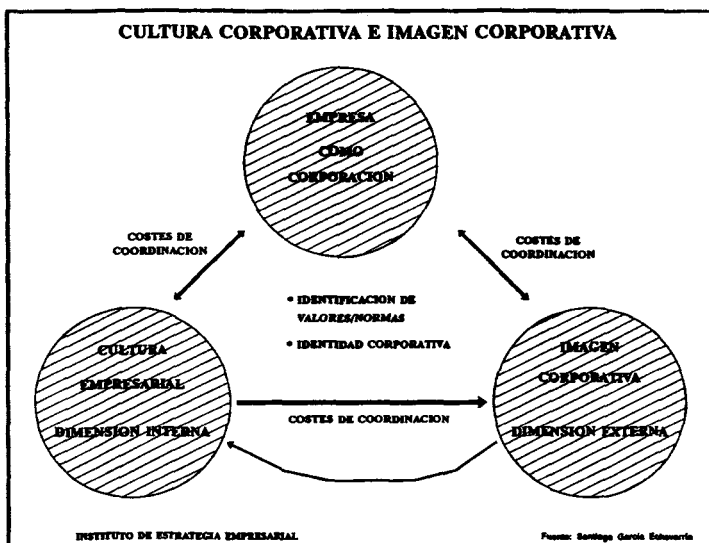 CULTURA CORPORATIVA E IMAGEN CORPORATIVA
EMPRESA
COMO
CORPORACION
COSTES DE
COORDINACION
COSTES DE
COORDINACION
* IDENTIFICACION DE
VALORES/NORMAS
* IDENTIDAD CORPORATIVA
CULTURA
EMPRESARIAL
DIMENSION INTERNA
IMAGEN
CORPORATIVA
DIMENSION EXTERNA
COSTES DE COORDINACION
INSTITUTO DE ESTRATEGIA EMPRESARIAL
Fuente: Santiago García Echevarría